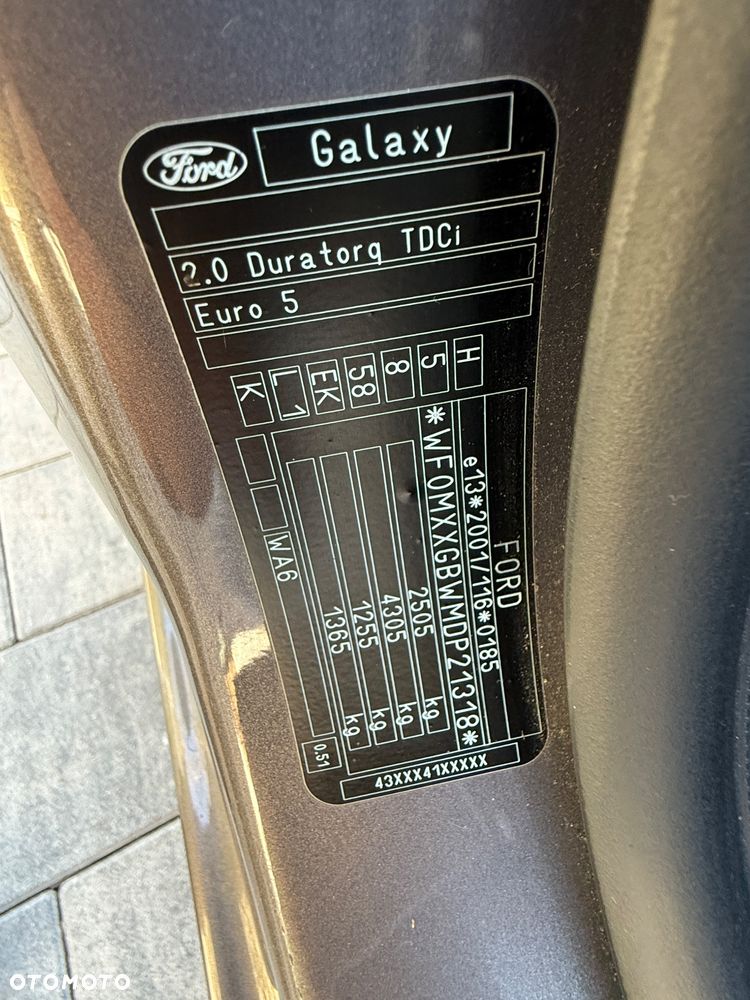 Ford
Galaxy
2.0 Duratorq TDCi
Euro 5
K L1 EK 58 8 5 H
FORD
e13*2001/116*0185
*WF0MXXGBWMDP21318*
2505 kg
4305 kg
1255 kg
1365 kg
WA6
0.51
43XXX41XXXXX
OTOMOTO